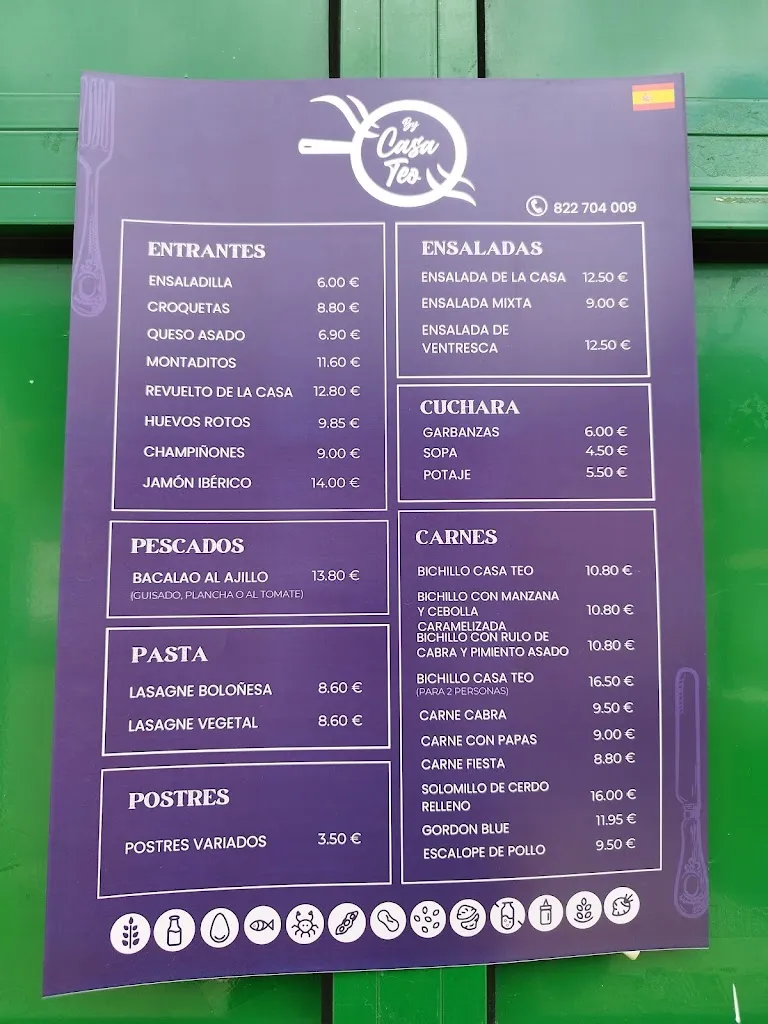 By
Casa
Teo
822 704 009
ENTRANTES
ENSALADILLA 6.00 €
CROQUETAS 8.80 €
QUESO ASADO 6.90 €
MONTADITOS 11.60 €
REVUELTO DE LA CASA 12.80 €
HUEVOS ROTOS 9.85 €
CHAMPIÑONES 9.00 €
JAMÓN IBÉRICO 14.00 €
PESCADOS
BACALAO AL AJILLO 13.80 €
(GUISADO, PLANCHA O AL TOMATE)
PASTA
LASAGNE BOLOÑESA 8.60 €
LASAGNE VEGETAL 8.60 €
POSTRES
POSTRES VARIADOS 3.50 €
ENSALADAS
ENSALADA DE LA CASA 12.50 €
ENSALADA MIXTA 9.00 €
ENSALADA DE
VENTRESCA 12.50 €
CUCHARA
GARBANZAS 6.00 €
SOPA 4.50 €
POTAJE 5.50 €
CARNES
BICHILLO CASA TEO 10.80 €
BICHILLO CON MANZANA
Y CEBOLLA 10.80 €
CARAMELIZADA
BICHILLO CON RULO DE
CABRA Y PIMIENTO ASADO 10.80 €
BICHILLO CASA TEO 16.50 €
(PARA 2 PERSONAS)
CARNE CABRA 9.50 €
CARNE CON PAPAS 9.00 €
CARNE FIESTA 8.80 €
SOLOMILLO DE CERDO
RELLENO 16.00 €
GORDON BLUE 11.95 €
ESCALOPE DE POLLO 9.50 €